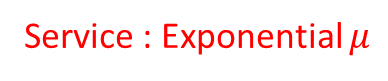 Service : Exponential μ